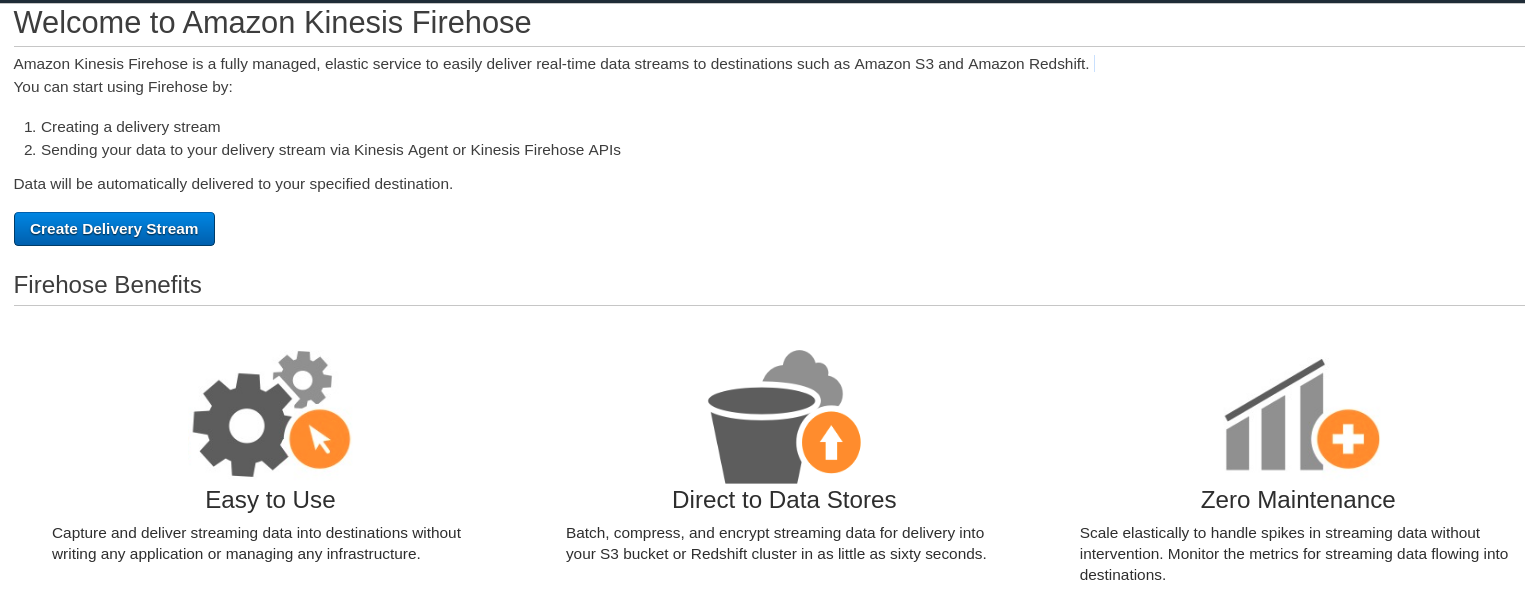 Welcome to Amazon Kinesis Firehose
Amazon Kinesis Firehose is a fully managed, elastic service to easily deliver real-time data streams to destinations such as Amazon S3 and Amazon Redshift.
You can start using Firehose by:
1. Creating a delivery stream
2. Sending your data to your delivery stream via Kinesis Agent or Kinesis Firehose APIs
Data will be automatically delivered to your specified destination.
Create Delivery Stream
Firehose Benefits
Easy to Use
Capture and deliver streaming data into destinations without
writing any application or managing any infrastructure.
Direct to Data Stores
Batch, compress, and encrypt streaming data for delivery into
your S3 bucket or Redshift cluster in as little as sixty seconds.
Zero Maintenance
Scale elastically to handle spikes in streaming data without
intervention. Monitor the metrics for streaming data flowing into
destinations.